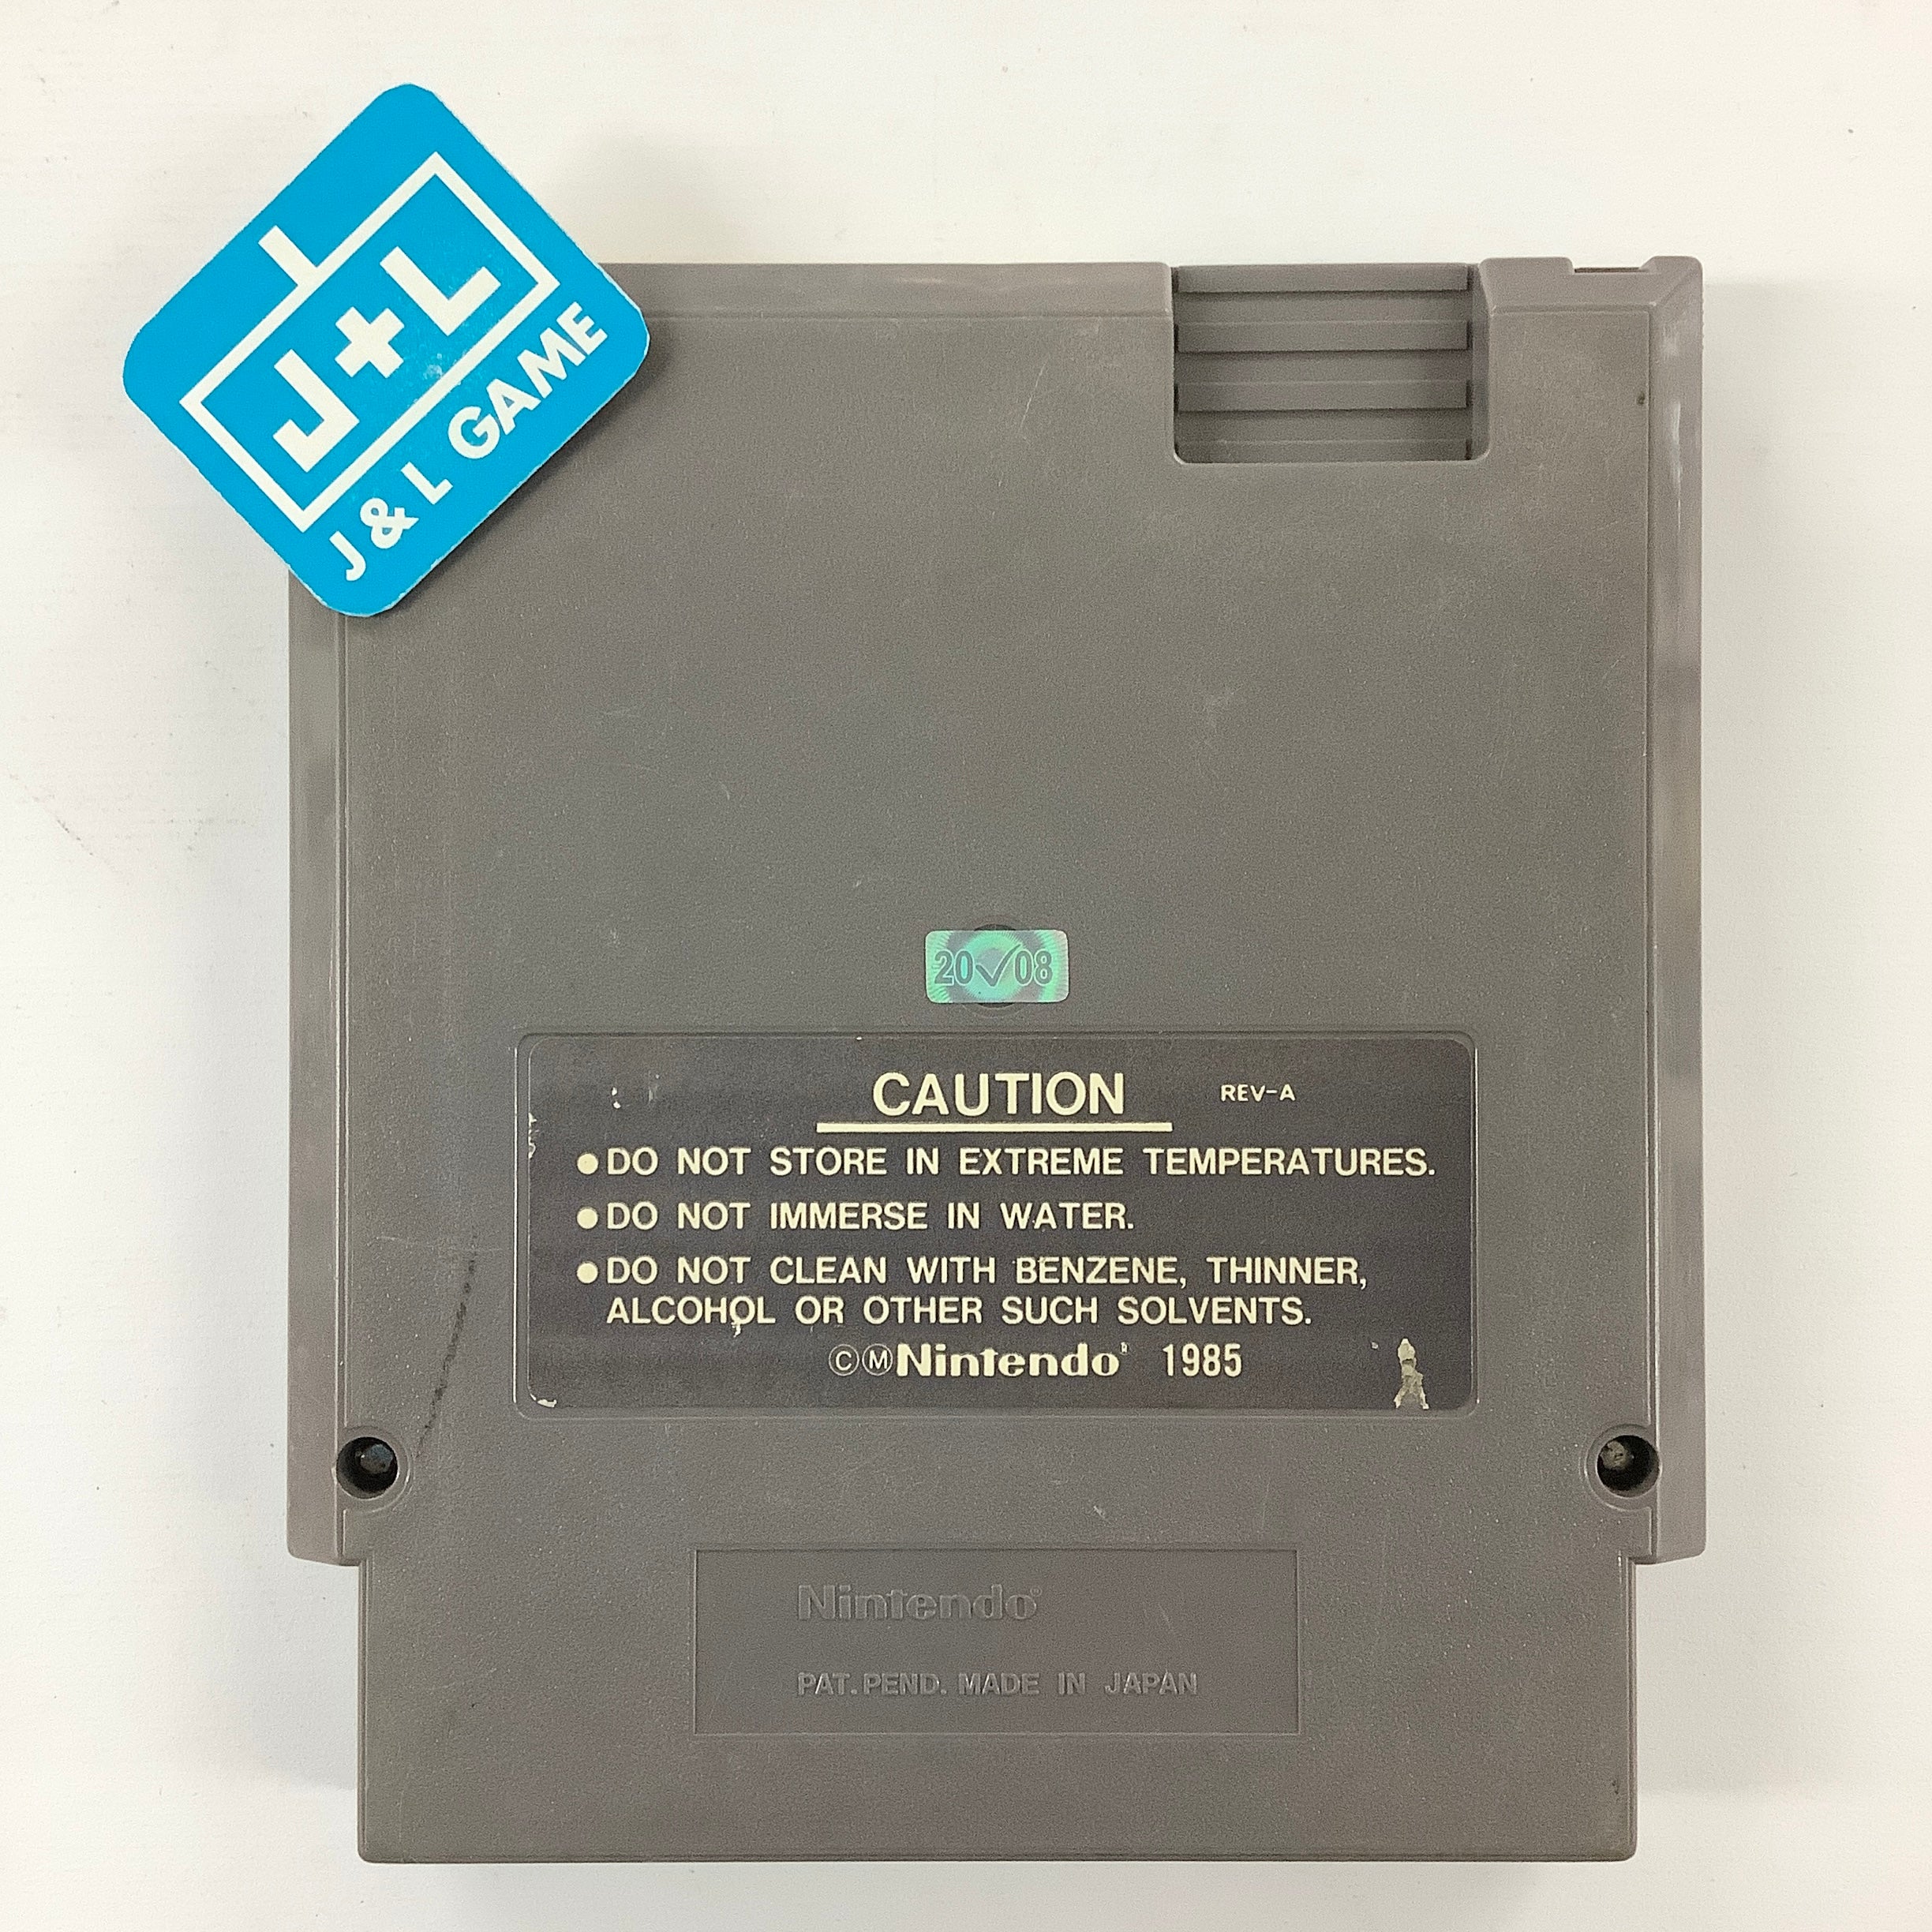 J+L
J & L GAME
20✓08
CAUTION REV-A
●DO NOT STORE IN EXTREME TEMPERATURES.
●DO NOT IMMERSE IN WATER.
●DO NOT CLEAN WITH BENZENE, THINNER,
ALCOHOL OR OTHER SUCH SOLVENTS.
ⒸⓂNintendo® 1985
Nintendo®
PAT. PEND. MADE IN JAPAN